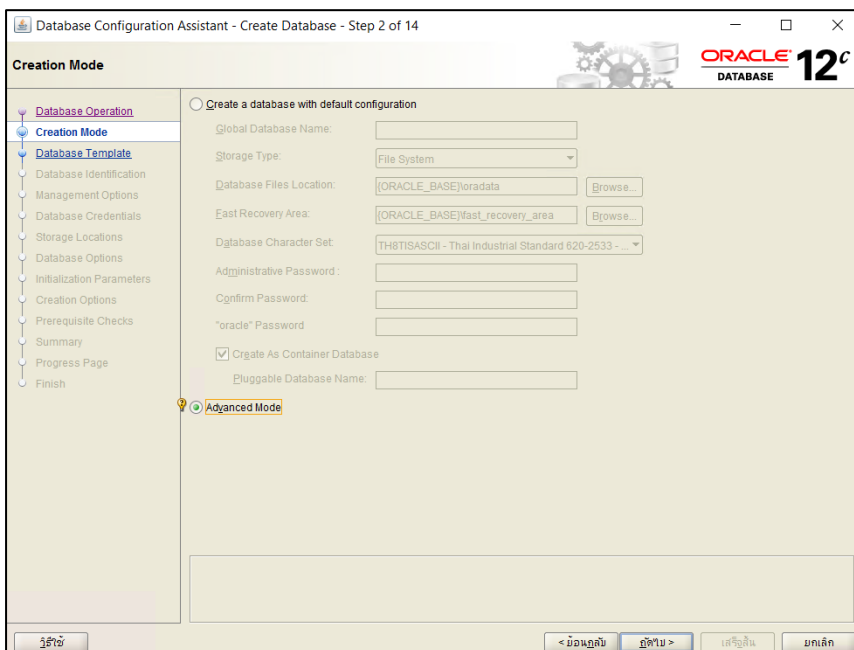 Database Configuration Assistant - Create Database - Step 2 of 14
Creation Mode
ORACLE DATABASE 12c
Database Operation
Creation Mode
Database Template
Database Identification
Management Options
Database Credentials
Storage Locations
Database Options
Initialization Parameters
Creation Options
Prerequisite Checks
Summary
Progress Page
Finish
Create a database with default configuration
Global Database Name:
Storage Type: File System
Database Files Location: {ORACLE_BASE}\oradata Browse...
Fast Recovery Area: {ORACLE_BASE}\fast_recovery_area Browse...
Database Character Set: TH8TISASCII - Thai Industrial Standard 620-2533 - ...
Administrative Password :
Confirm Password:
"oracle" Password
Create As Container Database
Pluggable Database Name:
Advanced Mode
วิธีใช้ < ย้อนกลับ ถัดไป > เสร็จสิ้น ยกเลิก